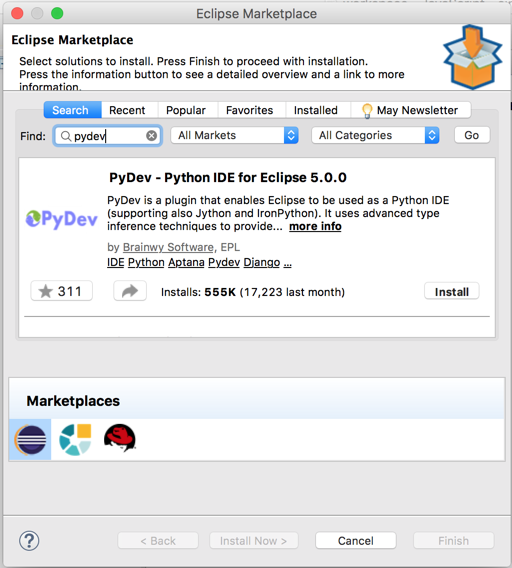 Eclipse Marketplace
Eclipse Marketplace
Select solutions to install. Press Finish to proceed with installation.
Press the information button to see a detailed overview and a link to more
information.
Search Recent Popular Favorites Installed May Newsletter
Find: pydev All Markets All Categories Go
PyDev - Python IDE for Eclipse 5.0.0
PyDev is a plugin that enables Eclipse to be used as a Python IDE
(supporting also Jython and IronPython). It uses advanced type
inference techniques to provide... more info
PyDev
by Brainwy Software, EPL
IDE Python Aptana Pydev Django ...
311 Installs: 555K (17,223 last month) Install
Marketplaces
? < Back Install Now > Cancel Finish